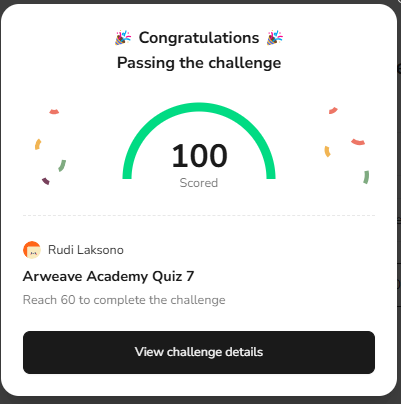 🎉 Congratulations 🎉
Passing the challenge
100
Scored
Rudi Laksono
Arweave Academy Quiz 7
Reach 60 to complete the challenge
View challenge details